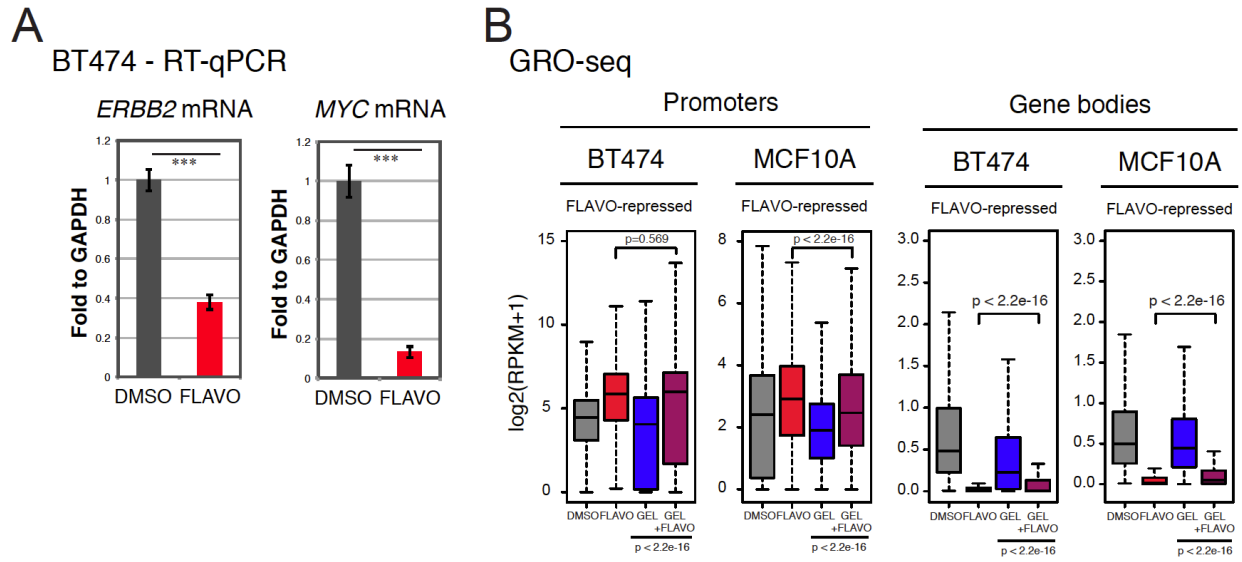 A
BT474 - RT-qPCR
ERBB2 mRNA
Fold to GAPDH
1.2
1
0.8
0.6
0.4
0.2
0
***
DMSO FLAVO
MYC mRNA
Fold to GAPDH
1.2
1
0.8
0.6
0.4
0.2
0
***
DMSO FLAVO
B
GRO-seq
Promoters
BT474
FLAVO-repressed
log2(RPKM+1)
15
10
5
0
p=0.569
DMSO FLAVO GEL GEL
+FLAVO
p < 2.2e-16
MCF10A
FLAVO-repressed
8
6
4
2
0
p < 2.2e-16
DMSO FLAVO GEL GEL
+FLAVO
p < 2.2e-16
Gene bodies
BT474
FLAVO-repressed
3.0
2.5
2.0
1.5
1.0
0.5
0.0
p < 2.2e-16
DMSO FLAVO GEL GEL
+FLAVO
p < 2.2e-16
MCF10A
FLAVO-repressed
3.0
2.5
2.0
1.5
1.0
0.5
0.0
p < 2.2e-16
DMSO FLAVO GEL GEL
+FLAVO
p < 2.2e-16